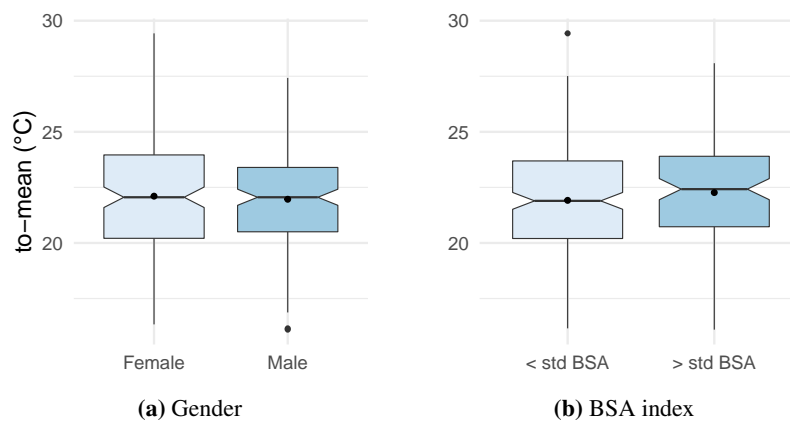 30
25
20
to−mean (°C)
Female
Male
(a) Gender
30
25
20
< std BSA
> std BSA
(b) BSA index